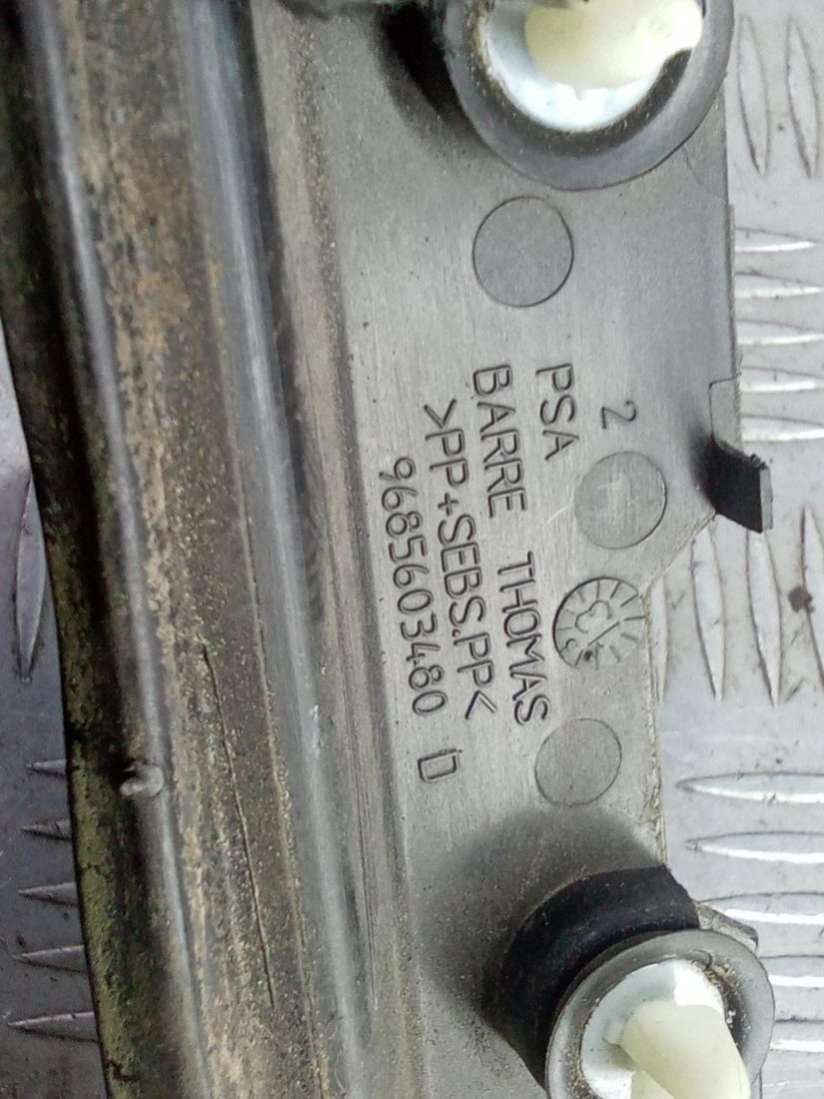 2
PSA
BARRE THOMAS
>PP+SEBS.PP<
9685603480 D